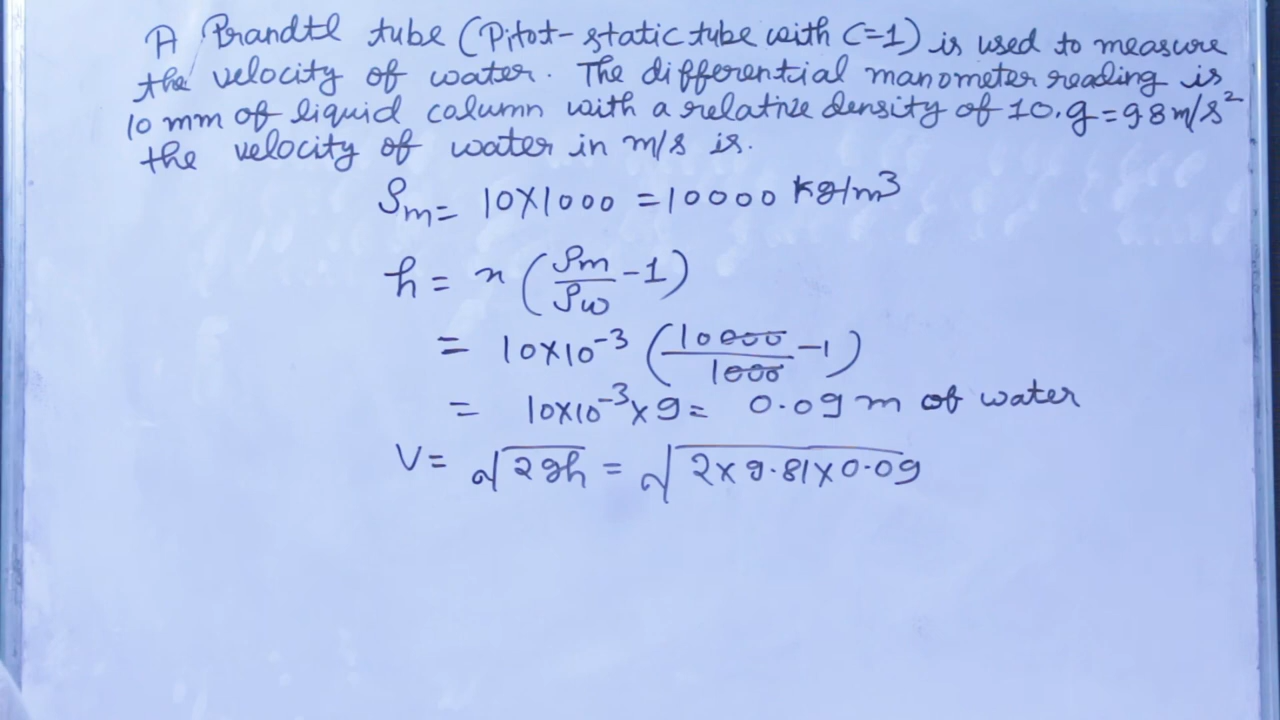 A Prandtl tube (Pitot-static tube with C=1) is used to measure
the velocity of water. The differential manometer reading is
10 mm of liquid column with a relative density of 10. g=98 m/s²
the velocity of water in m/s is.
ρm = 10×1000 = 10000 kg/m³
h = x (ρm/ρw - 1)
= 10×10⁻³ (10000/1000 - 1)
= 10×10⁻³ × 9 = 0.09 m of water
V = √2gh = √2×9.81×0.09